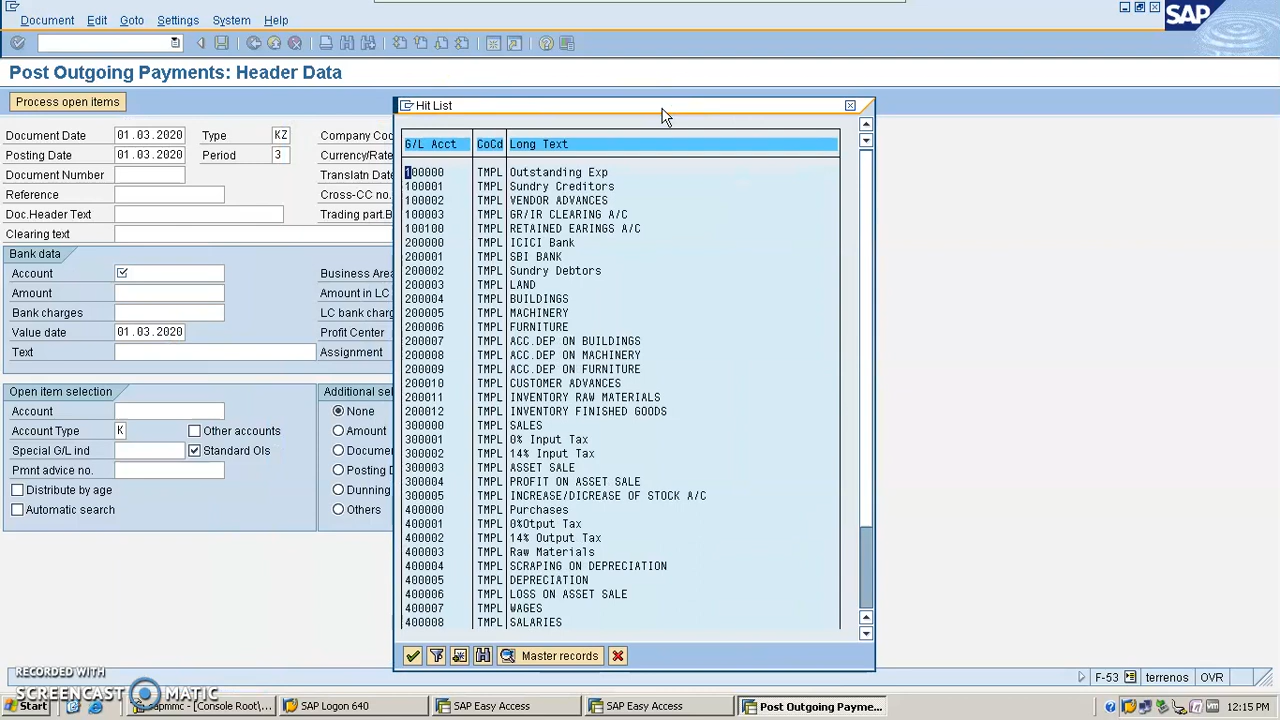 Document Edit Goto Settings System Help
SAP
Post Outgoing Payments: Header Data
Process open items
Document Date 01.03.2020 Type KZ Company Coc
Posting Date 01.03.2020 Period 3 Currency/Rate
Document Number Translatn Date
Reference Cross-CC no.
Doc.Header Text Trading part.B
Clearing text
Bank data
Account Business Area
Amount Amount in LC
Bank charges LC bank charg
Value date 01.03.2020 Profit Center
Text Assignment
Open item selection Additional sel
Account None
Account Type K Other accounts Amount
Special G/L ind Standard OIs Documen
Pmnt advice no. Posting D
Distribute by age Dunning
Automatic search Others
Hit List
G/L Acct CoCd Long Text
100000 TMPL Outstanding Exp
100001 TMPL Sundry Creditors
100002 TMPL VENDOR ADVANCES
100003 TMPL GR/IR CLEARING A/C
100100 TMPL RETAINED EARINGS A/C
200000 TMPL ICICI Bank
200001 TMPL SBI BANK
200002 TMPL Sundry Debtors
200003 TMPL LAND
200004 TMPL BUILDINGS
200005 TMPL MACHINERY
200006 TMPL FURNITURE
200007 TMPL ACC.DEP ON BUILDINGS
200008 TMPL ACC.DEP ON MACHINERY
200009 TMPL ACC.DEP ON FURNITURE
200010 TMPL CUSTOMER ADVANCES
200011 TMPL INVENTORY RAW MATERIALS
200012 TMPL INVENTORY FINISHED GOODS
300000 TMPL SALES
300001 TMPL 0% Input Tax
300002 TMPL 14% Input Tax
300003 TMPL ASSET SALE
300004 TMPL PROFIT ON ASSET SALE
300005 TMPL INCREASE/DICREASE OF STOCK A/C
400000 TMPL Purchases
400001 TMPL 0%Otput Tax
400002 TMPL 14% Output Tax
400003 TMPL Raw Materials
400004 TMPL SCRAPING ON DEPRECIATION
400005 TMPL DEPRECIATION
400006 TMPL LOSS ON ASSET SALE
400007 TMPL WAGES
400008 TMPL SALARIES
Master records
F-53 terrenos OVR
RECORDED WITH
SCREENCAST MATIC
Start sapmmc - [Console Root\... SAP Logon 640 SAP Easy Access SAP Easy Access Post Outgoing Payme... 12:15 PM